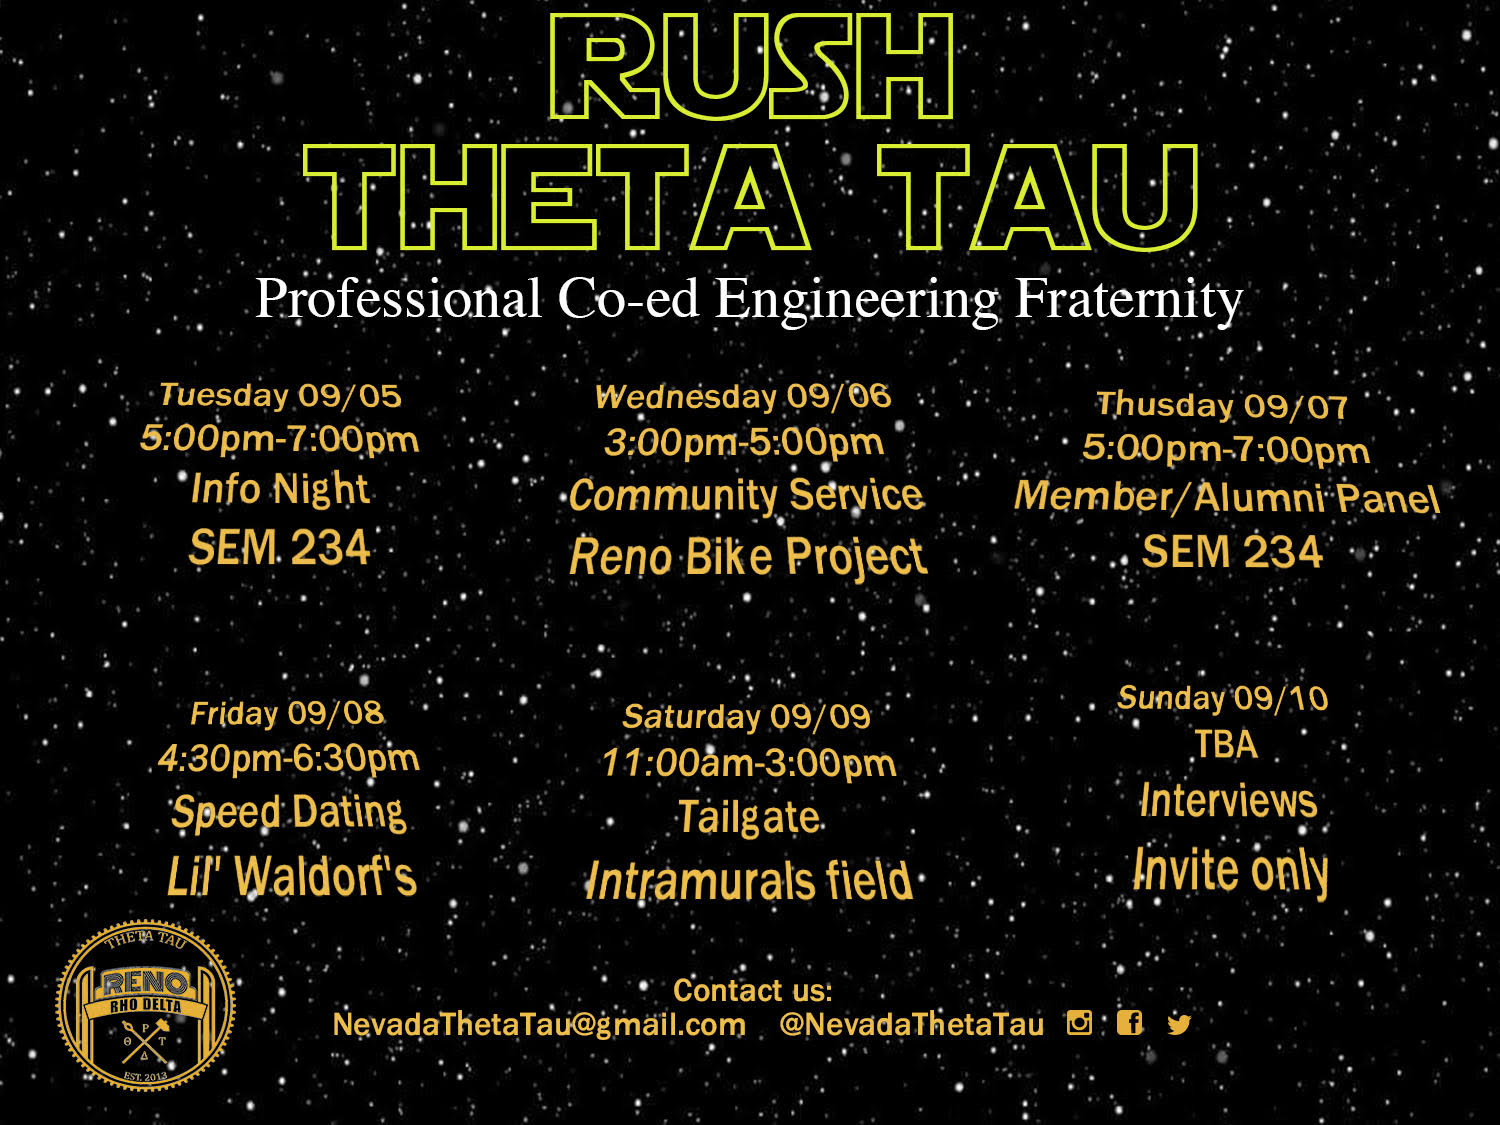 RUSH
THETA TAU
Professional Co-ed Engineering Fraternity
Tuesday 09/05
5:00pm-7:00pm
Info Night
SEM 234
Wednesday 09/06
3:00pm-5:00pm
Community Service
Reno Bike Project
Thusday 09/07
5:00pm-7:00pm
Member/Alumni Panel
SEM 234
Friday 09/08
4:30pm-6:30pm
Speed Dating
Lil' Waldorf's
Saturday 09/09
11:00am-3:00pm
Tailgate
Intramurals field
Sunday 09/10
TBA
Interviews
Invite only
THETA TAU
RENO
RHO DELTA
Ρ
Θ Τ
Δ
EST. 2013
Contact us:
NevadaThetaTau@gmail.com @NevadaThetaTau